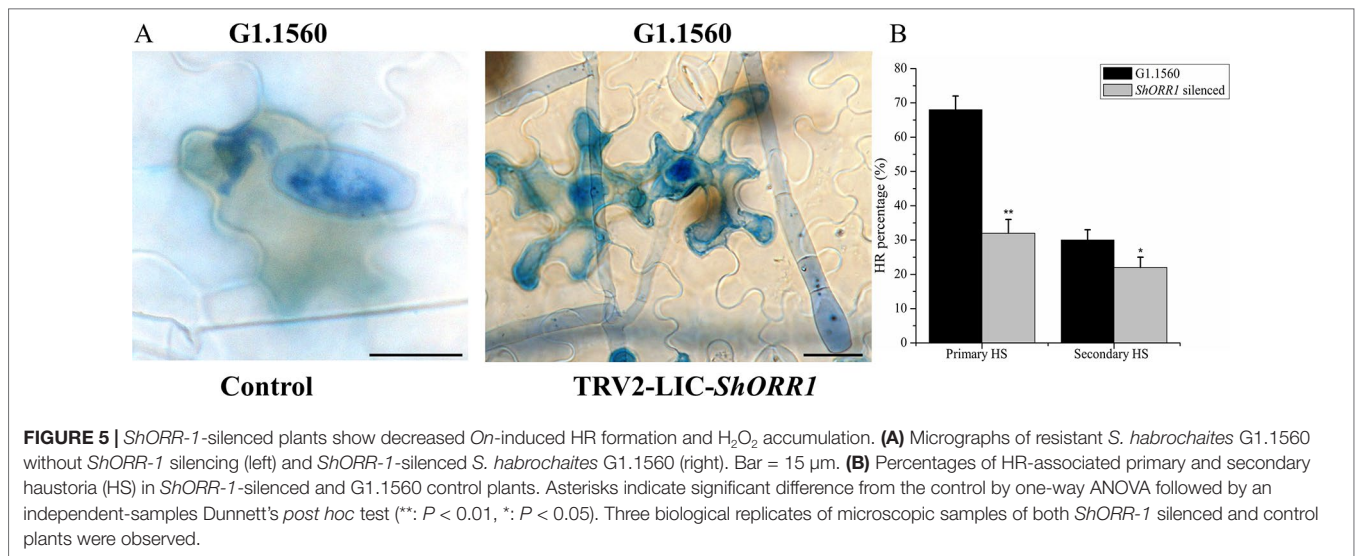 A
G1.1560
G1.1560
Control
TRV2-LIC-ShORR1
B
HR percentage (%)
80
70
60
50
40
30
20
10
0
G1.1560
ShORR1 silenced
**
*
Primary HS
Secondary HS
FIGURE 5 | ShORR-1-silenced plants show decreased On-induced HR formation and H₂O₂ accumulation. (A) Micrographs of resistant S. habrochaites G1.1560
without ShORR-1 silencing (left) and ShORR-1-silenced S. habrochaites G1.1560 (right). Bar = 15 μm. (B) Percentages of HR-associated primary and secondary
haustoria (HS) in ShORR-1-silenced and G1.1560 control plants. Asterisks indicate significant difference from the control by one-way ANOVA followed by an
independent-samples Dunnett's post hoc test (**: P < 0.01, *: P < 0.05). Three biological replicates of microscopic samples of both ShORR-1 silenced and control
plants were observed.